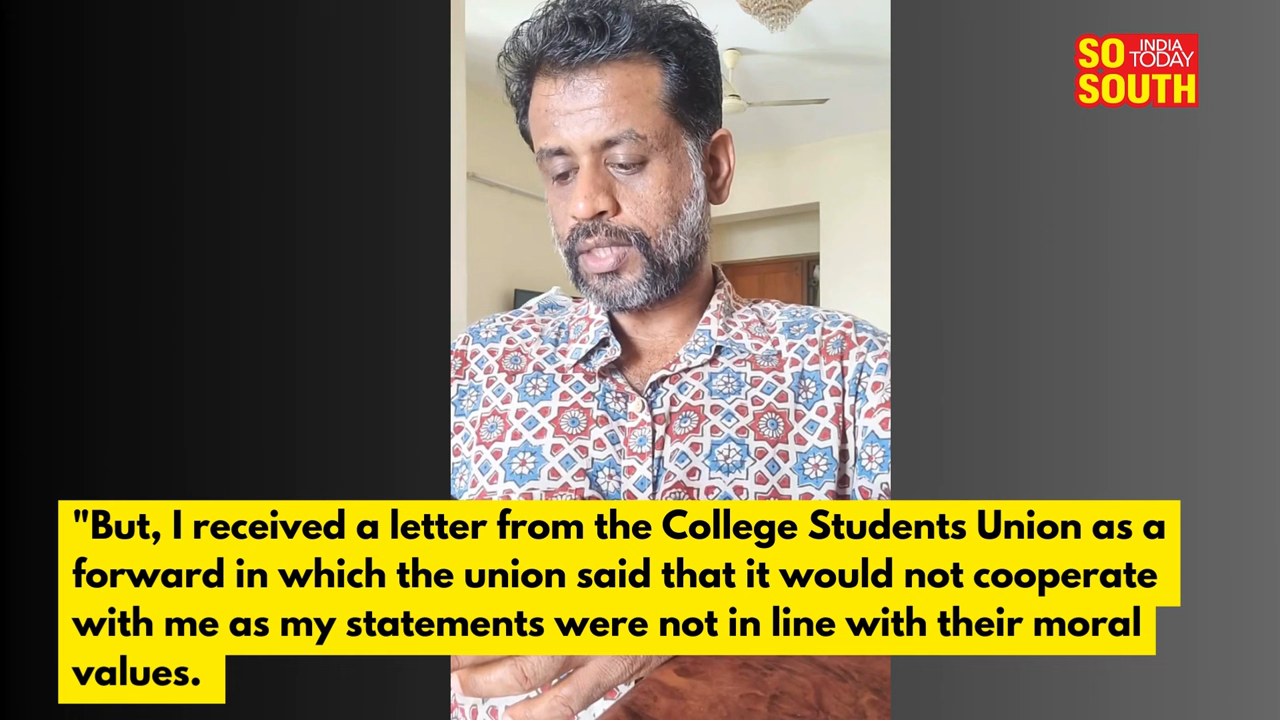 SO INDIA TODAY
SOUTH
"But, I received a letter from the College Students Union as a
forward in which the union said that it would not cooperate
with me as my statements were not in line with their moral
values.